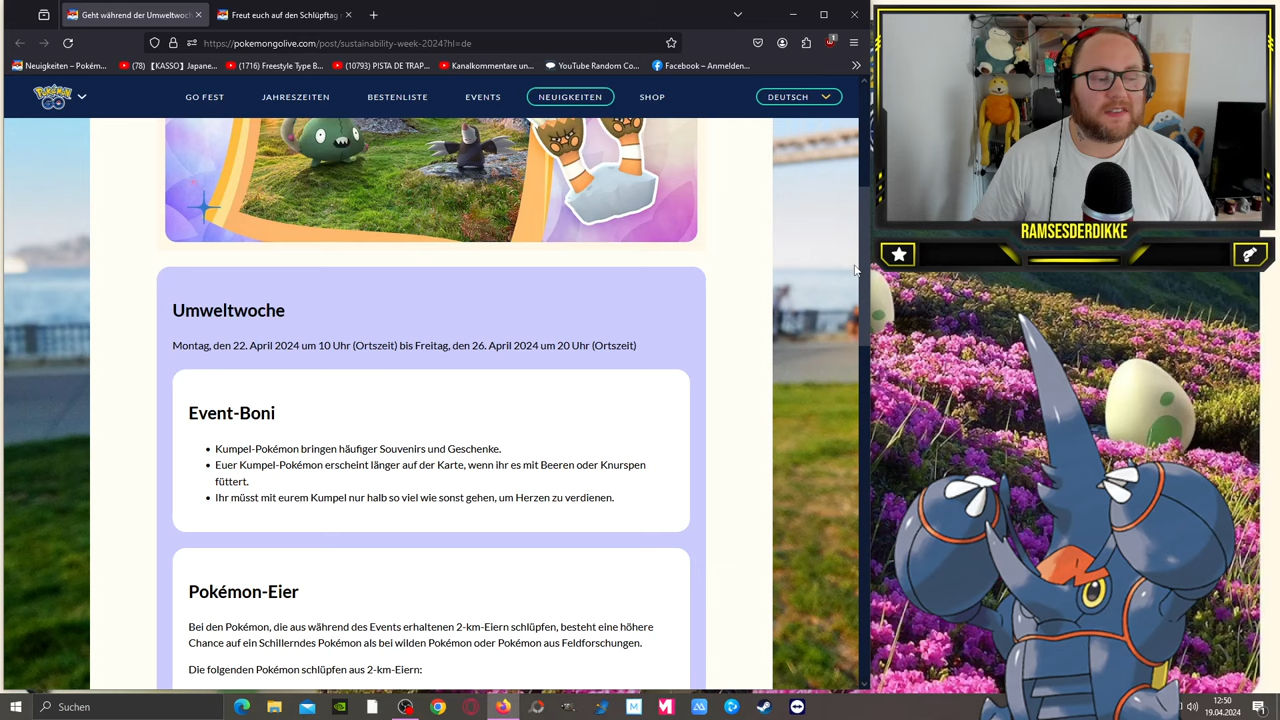 Geht während der Umweltwoch
Freut euch auf den Schlüpftag
https://pokemongolive.com/post/sustainability-week-2024?hl=de
1
Neuigkeiten – Pokém...
(78) 【KASSO】Japane...
(1716) Freestyle Type B...
(10793) PISTA DE TRAP...
Kanalkommentare un...
YouTube Random Co...
Facebook – Anmelden...
GO FEST
JAHRESZEITEN
BESTENLISTE
EVENTS
NEUIGKEITEN
SHOP
DEUTSCH
RAMSESDERDIKKE
Umweltwoche
Montag, den 22. April 2024 um 10 Uhr (Ortszeit) bis Freitag, den 26. April 2024 um 20 Uhr (Ortszeit)
Event-Boni
Kumpel-Pokémon bringen häufiger Souvenirs und Geschenke.
Euer Kumpel-Pokémon erscheint länger auf der Karte, wenn ihr es mit Beeren oder Knurspen
füttert.
Ihr müsst mit eurem Kumpel nur halb so viel wie sonst gehen, um Herzen zu verdienen.
Pokémon-Eier
Bei den Pokémon, die aus während des Events erhaltenen 2-km-Eiern schlüpfen, besteht eine höhere
Chance auf ein Schillerndes Pokémon als bei wilden Pokémon oder Pokémon aus Feldforschungen.
Die folgenden Pokémon schlüpfen aus 2-km-Eiern:
Suchen
12:50
19.04.2024